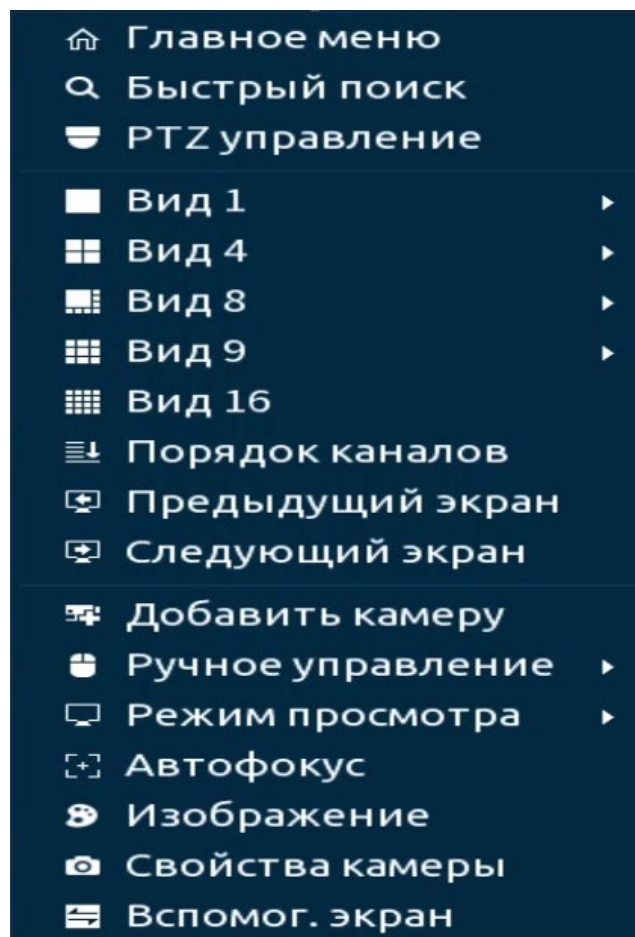 Главное меню
Быстрый поиск
PTZ управление
Вид 1
Вид 4
Вид 8
Вид 9
Вид 16
Порядок каналов
Предыдущий экран
Следующий экран
Добавить камеру
Ручное управление
Режим просмотра
Автофокус
Изображение
Свойства камеры
Вспомог. экран